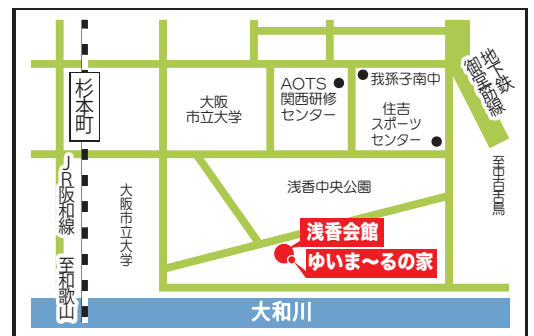 地下鉄
御堂筋線
杉本町
大阪
市立大学
AOTS
関西研修
センター
我孫子南中
住吉
スポーツ
センター
至中百舌鳥
JR阪和線
至和歌山
大阪市立大学
浅香中央公園
浅香会館
ゆいま～るの家
大和川